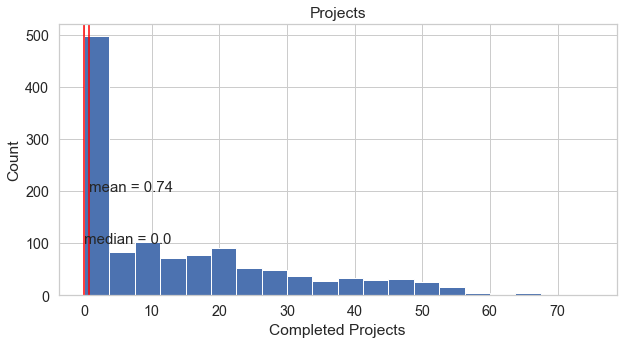 Projects
500
400
300
200
100
0
Count
mean = 0.74
median = 0.0
0 10 20 30 40 50 60 70
Completed Projects